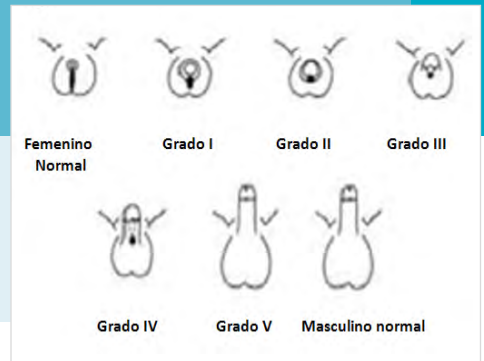 Femenino Normal
Grado I
Grado II
Grado III
Grado IV
Grado V
Masculino normal